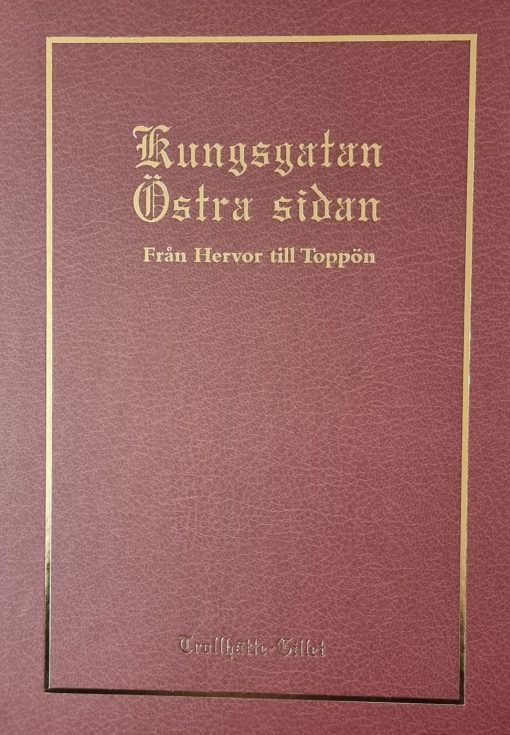 Kungsgatan
Östra sidan
Från Hervor till Toppön
Trollhätte-Gillet